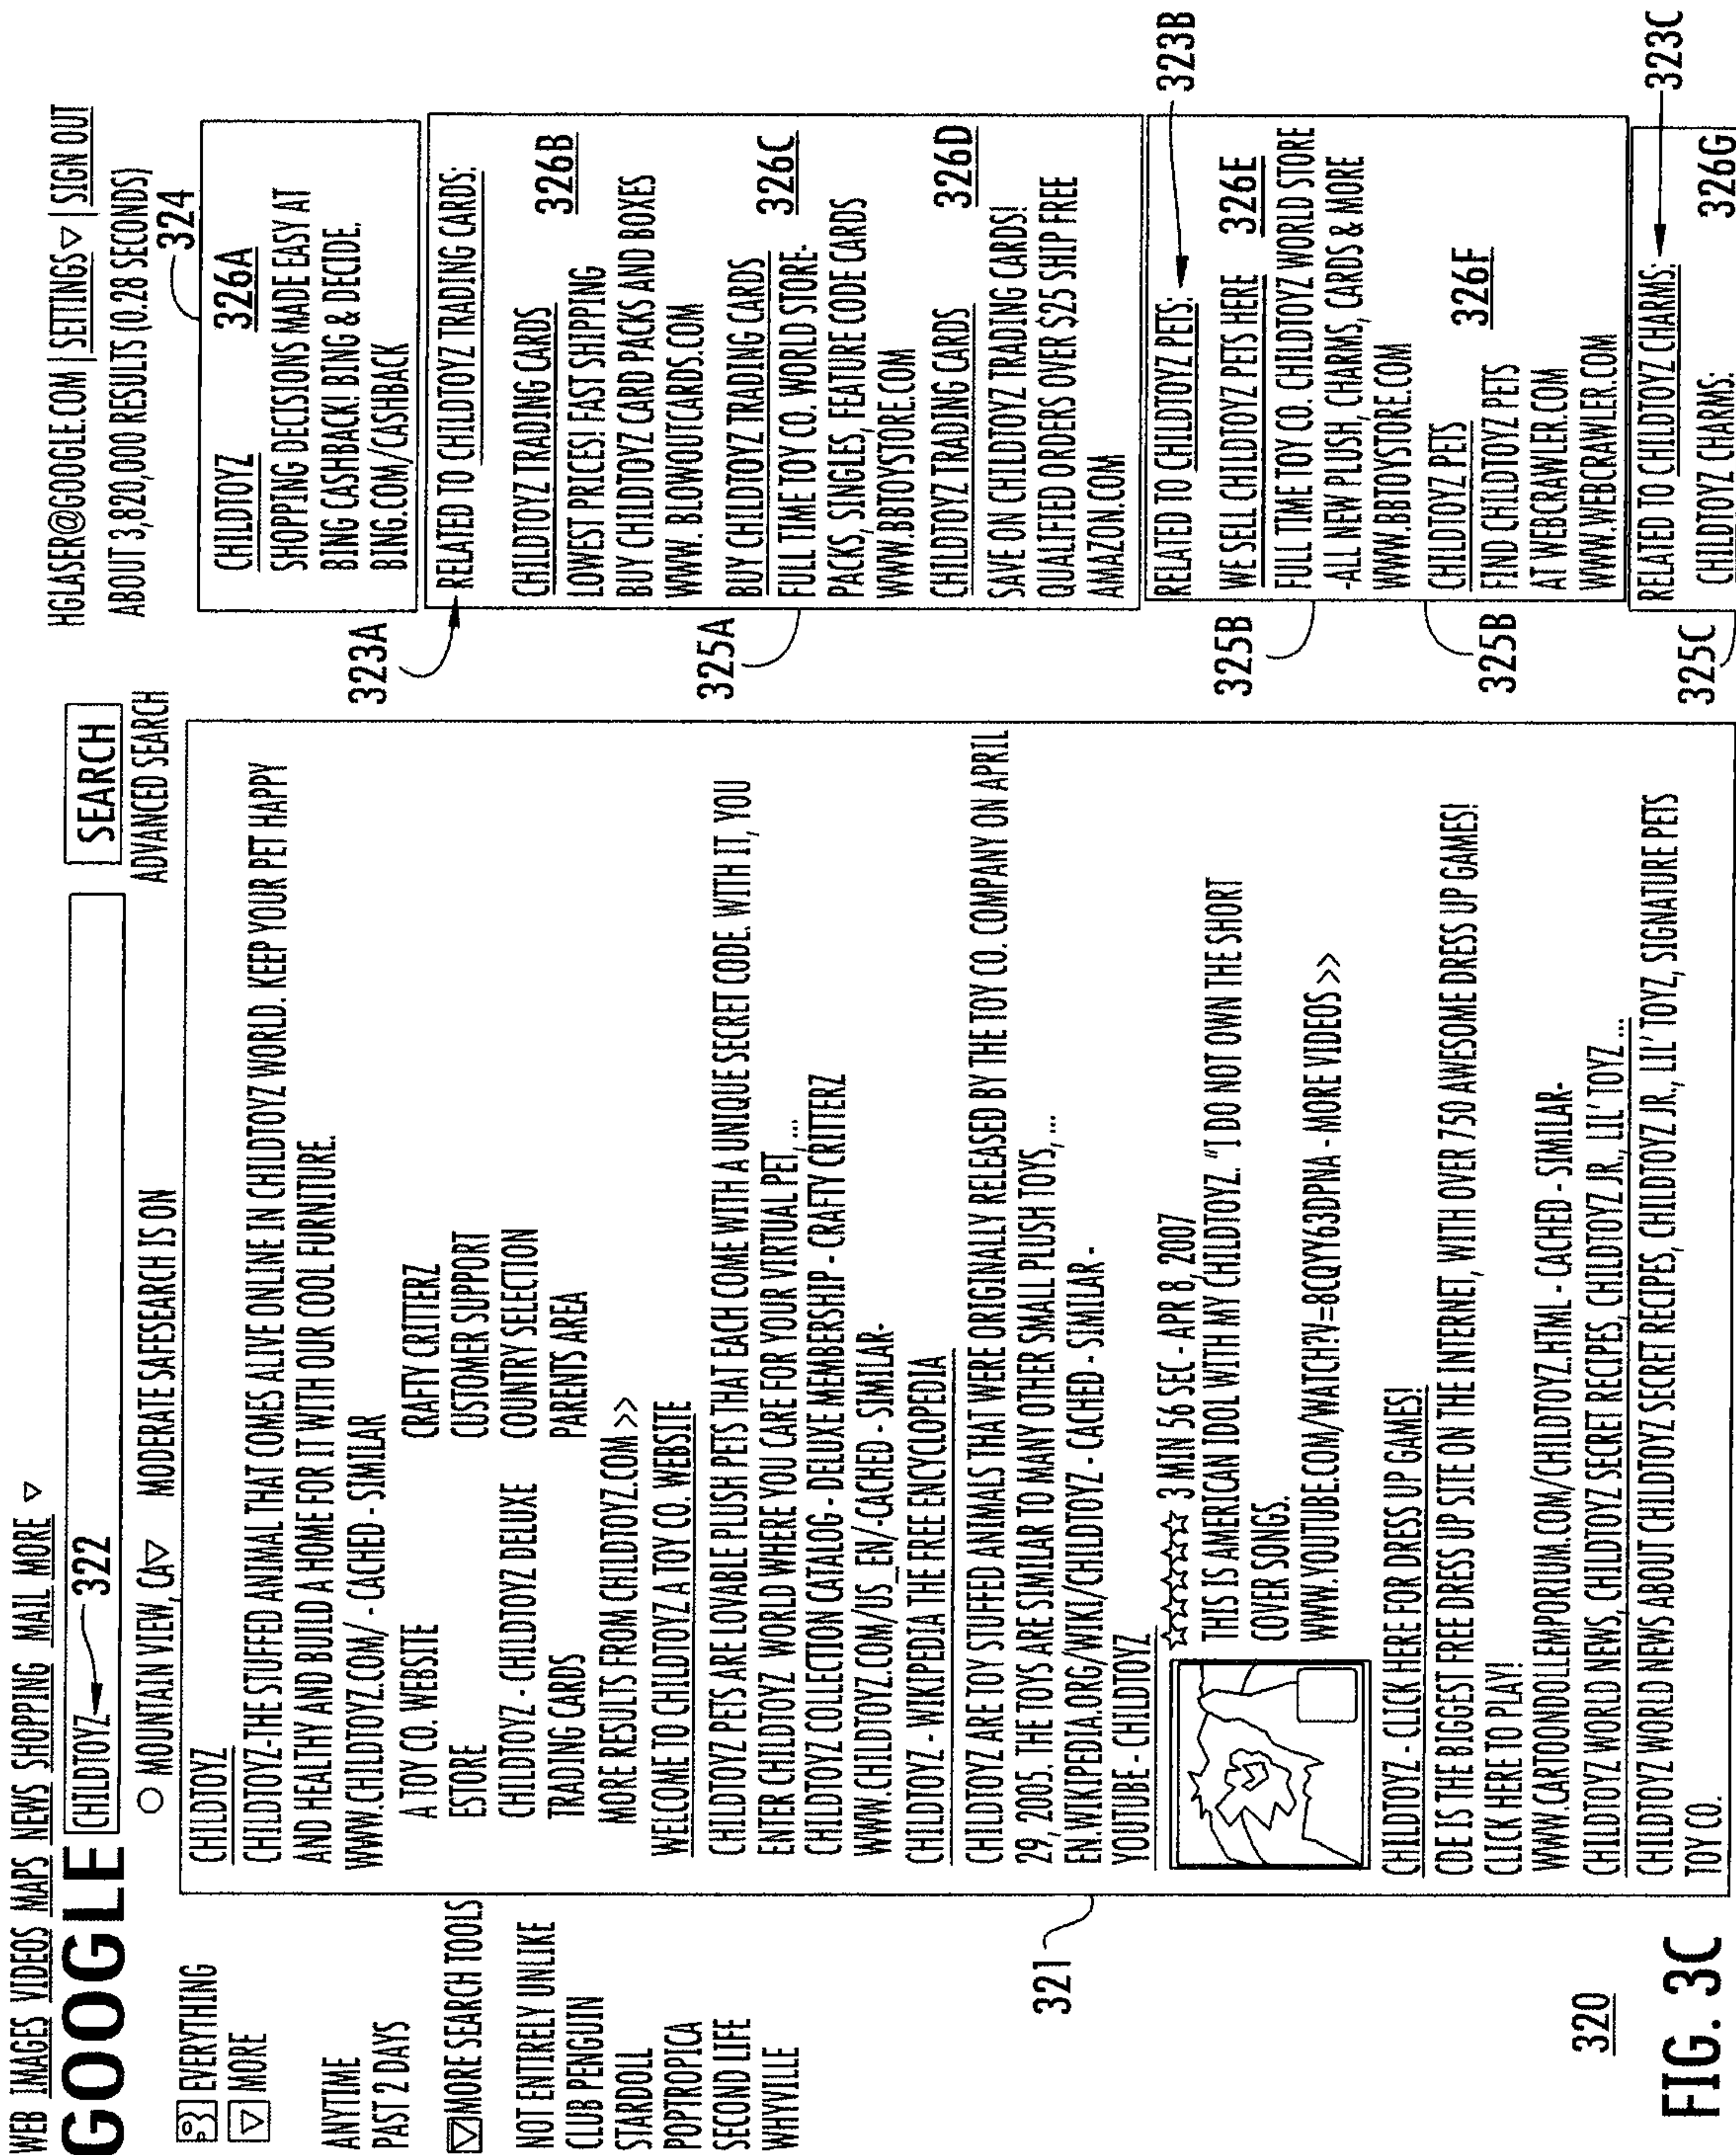 WEB IMAGES VIDEOS MAPS NEWS SHOPPING MAIL MORE ▽
HGLASER@GOOGLE.COM | SETTINGS ▽ | SIGN OUT
GOOGLE CHILDTOYZ 322 SEARCH
ABOUT 3,820,000 RESULTS (0.28 SECONDS)
MOUNTAIN VIEW, CA▽ MODERATE SAFESEARCH IS ON
ADVANCED SEARCH
324
EVERYTHING
MORE
ANYTIME
PAST 2 DAYS
MORE SEARCH TOOLS
NOT ENTIRELY UNLIKE
CLUB PENGUIN
STARDOLL
POPTROPICA
SECOND LIFE
WHYVILLE
321
CHILDTOYZ
CHILDTOYZ-THE STUFFED ANIMAL THAT COMES ALIVE ONLINE IN CHILDTOYZ WORLD. KEEP YOUR PET HAPPY
AND HEALTHY AND BUILD A HOME FOR IT WITH OUR COOL FURNITURE.
WWW.CHILDTOYZ.COM/ - CACHED - SIMILAR
A TOY CO. WEBSITE CRAFTY CRITTERZ
ESTORE CUSTOMER SUPPORT
CHILDTOYZ - CHILDTOYZ DELUXE COUNTRY SELECTION
TRADING CARDS PARENTS AREA
MORE RESULTS FROM CHILDTOYZ.COM >>
WELCOME TO CHILDTOYZ A TOY CO. WEBSITE
CHILDTOYZ PETS ARE LOVABLE PLUSH PETS THAT EACH COME WITH A UNIQUE SECRET CODE. WITH IT, YOU
ENTER CHILDTOYZ WORLD WHERE YOU CARE FOR YOUR VIRTUAL PET, ...
CHILDTOYZ COLLECTION CATALOG - DELUXE MEMBERSHIP - CRAFTY CRITTERZ
WWW.CHILDTOYZ.COM/US_EN/-CACHED - SIMILAR-
CHILDTOYZ - WIKIPEDIA THE FREE ENCYCLOPEDIA
CHILDTOYZ ARE TOY STUFFED ANIMALS THAT WERE ORIGINALLY RELEASED BY THE TOY CO. COMPANY ON APRIL
29, 2005. THE TOYS ARE SIMILAR TO MANY OTHER SMALL PLUSH TOYS, ...
EN.WIKIPEDIA.ORG/WIKI/CHILDTOYZ - CACHED - SIMILAR -
YOUTUBE - CHILDTOYZ
☆☆☆☆☆☆ 3 MIN 56 SEC - APR 8, 2007
THIS IS AMERICAN IDOL WITH MY CHILDTOYZ. "I DO NOT OWN THE SHORT
COVER SONGS.
WWW.YOUTUBE.COM/WATCH?V=8CQYY63DPNA - MORE VIDEOS >>
CHILDTOYZ - CLICK HERE FOR DRESS UP GAMES!
CDE IS THE BIGGEST FREE DRESS UP SITE ON THE INTERNET, WITH OVER 750 AWESOME DRESS UP GAMES!
CLICK HERE TO PLAY!
WWW.CARTOONDOLLEMPORIUM.COM/CHILDTOYZ.HTML - CACHED - SIMILAR-
CHILDTOYZ WORLD NEWS, CHILDTOYZ SECRET RECIPES, CHILDTOYZ JR., LIL' TOYZ ...
CHILDTOYZ WORLD NEWS ABOUT CHILDTOYZ SECRET RECIPES, CHILDTOYZ JR., LIL' TOYZ, SIGNATURE PETS
TOY CO.
CHILDTOYZ 326A
SHOPPING DECISIONS MADE EASY AT
BING CASHBACK! BING & DECIDE.
BING.COM/CASHBACK
323A
RELATED TO CHILDTOYZ TRADING CARDS:
CHILDTOYZ TRADING CARDS 326B
LOWEST PRICES! FAST SHIPPING
BUY CHILDTOYZ CARD PACKS AND BOXES
WWW. BLOWOUTCARDS.COM
325A
BUY CHILDTOYZ TRADING CARDS 326C
FULL TIME TOY CO. WORLD STORE-
PACKS, SINGLES, FEATURE CODE CARDS
WWW.BBTOYSTORE.COM
CHILDTOYZ TRADING CARDS 326D
SAVE ON CHILDTOYZ TRADING CARDS!
QUALIFIED ORDERS OVER $25 SHIP FREE
AMAZON.COM
RELATED TO CHILDTOYZ PETS: 323B
WE SELL CHILDTOYZ PETS HERE 326E
325B
FULL TIME TOY CO. CHILDTOYZ WORLD STORE
-ALL NEW PLUSH, CHARMS, CARDS & MORE
WWW.BBTOYSTORE.COM
CHILDTOYZ PETS 326F
325B
FIND CHILDTOYZ PETS
AT WEBCRAWLER.COM
WWW.WEBCRAWLER.COM
RELATED TO CHILDTOYZ CHARMS: 323C
325C
CHILDTOYZ CHARMS: 326G
320
FIG. 3C